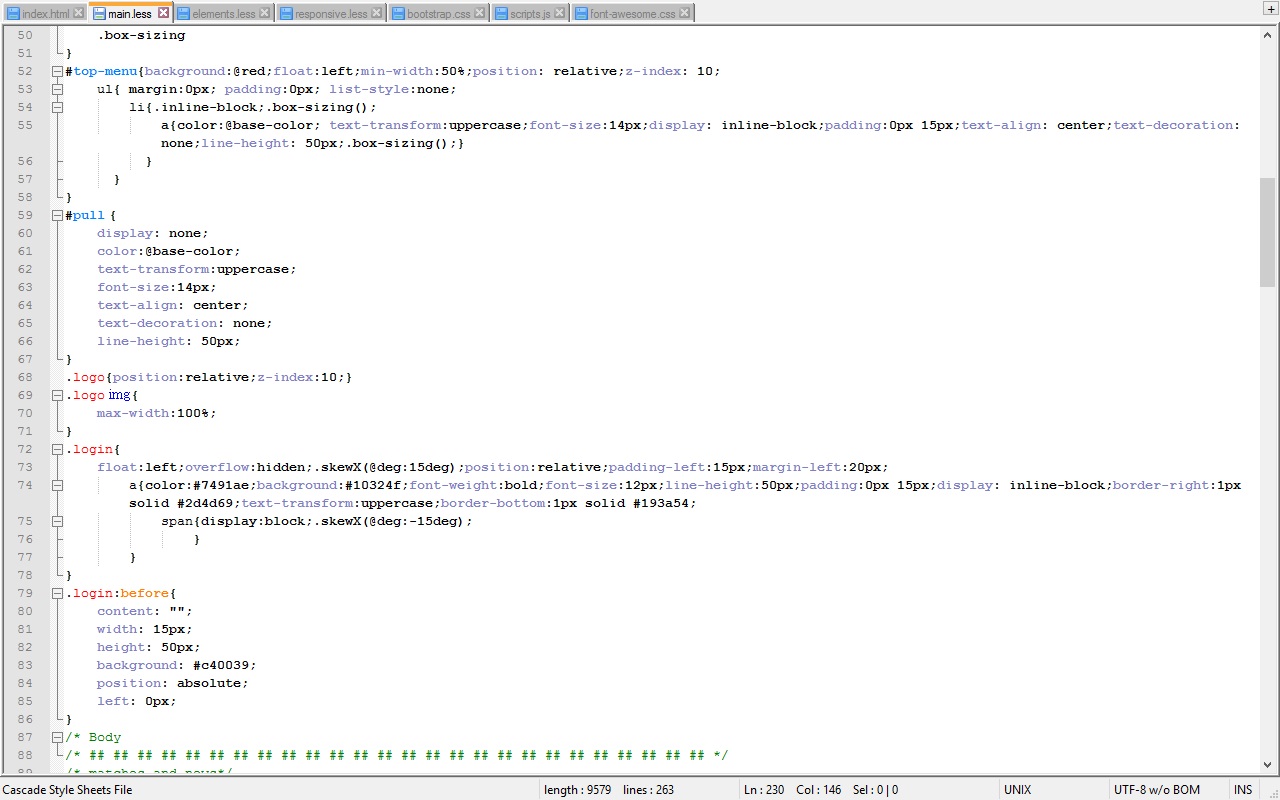 index.html main.less elements.less responsive.less bootstrap.css scripts.js font-awesome.css
50 .box-sizing
51 }
52 #top-menu{background:@red;float:left;min-width:50%;position: relative;z-index: 10;
53 ul{ margin:0px; padding:0px; list-style:none;
54 li{.inline-block;.box-sizing();
55 a{color:@base-color; text-transform:uppercase;font-size:14px;display: inline-block;padding:0px 15px;text-align: center;text-decoration:
none;line-height: 50px;.box-sizing();}
56 }
57 }
58 }
59 #pull {
60 display: none;
61 color:@base-color;
62 text-transform:uppercase;
63 font-size:14px;
64 text-align: center;
65 text-decoration: none;
66 line-height: 50px;
67 }
68 .logo{position:relative;z-index:10;}
69 .logo img{
70 max-width:100%;
71 }
72 .login{
73 float:left;overflow:hidden;.skewX(@deg:15deg);position:relative;padding-left:15px;margin-left:20px;
74 a{color:#7491ae;background:#10324f;font-weight:bold;font-size:12px;line-height:50px;padding:0px 15px;display: inline-block;border-right:1px
solid #2d4d69;text-transform:uppercase;border-bottom:1px solid #193a54;
75 span{display:block;.skewX(@deg:-15deg);
76 }
77 }
78 }
79 .login:before{
80 content: "";
81 width: 15px;
82 height: 50px;
83 background: #c40039;
84 position: absolute;
85 left: 0px;
86 }
87 /* Body
88 /* ## ## ## ## ## ## ## ## ## ## ## ## ## ## ## ## ## ## ## ## ## ## ## ## ## ## */
89 /* matches and news*/
Cascade Style Sheets File length : 9579 lines : 263 Ln : 230 Col : 146 Sel : 0 | 0 UNIX UTF-8 w/o BOM INS